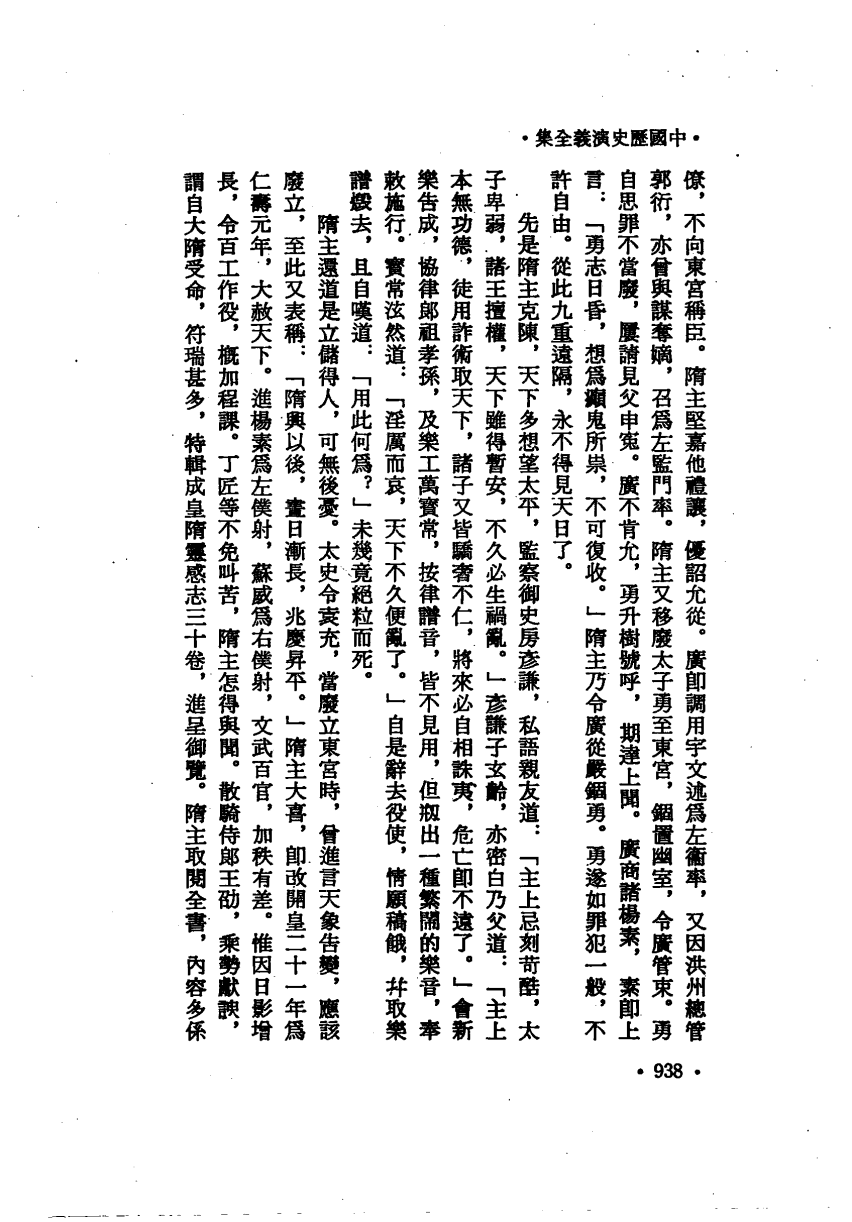 ・中國歷史演義全集・
僚，不向東宮稱臣。隋主堅嘉他禮讓，優詔允從。廣卽調用宇文述爲左衞率，又因洪州總管
郭衍，亦曾與謀奪嫡，召爲左監門率。隋主又移廢太子勇至東宮，錮置幽室，令廣管束。勇
自思罪不當廢，屢請見父申寃。廣不肯允，勇升樹號呼，期達上聞。廣商諸楊素，素卽上
言：「勇志日昏，想爲癲鬼所祟，不可復收。」隋主乃令廣從嚴錮勇。勇遂如罪犯一般，不
許自由。從此九重遠隔，永不得見天日了。
先是隋主克陳，天下多想望太平，監察御史房彥謙，私語親友道：「主上忌刻苛酷，太
子卑弱，諸王擅權，天下雖得暫安，不久必生禍亂。」彥謙子玄齡，亦密白乃父道：「主上
本無功德，徒用詐術取天下，諸子又皆驕奢不仁，將來必自相誅夷，危亡卽不遠了。」會新
樂告成，協律郞祖孝孫，及樂工萬寶常，按律譜音，皆不見用，但剏出一種繁鬧的樂音，奉
敕施行。寶常泫然道：「淫厲而哀，天下不久便亂了。」自是辭去役使，情願槁餓，幷取樂
譜燬去，且自嘆道：「用此何爲？」未幾竟絕粒而死。
隋主還道是立儲得人，可無後憂。太史令袁充，當廢立東宮時，曾進言天象告變，應該
廢立，至此又表稱：「隋興以後，晝日漸長，兆慶昇平。」隋主大喜，卽改開皇二十一年爲
仁壽元年，大赦天下。進楊素爲左僕射，蘇威爲右僕射，文武百官，加秩有差。惟因日影增
長，令百工作役，槪加程課。丁匠等不免叫苦，隋主怎得與聞。散騎侍郞王劭，乘勢獻諛，
謂自大隋受命，符瑞甚多，特輯成皇隋靈感志三十卷，進呈御覽。隋主取閱全書，內容多係
・938・